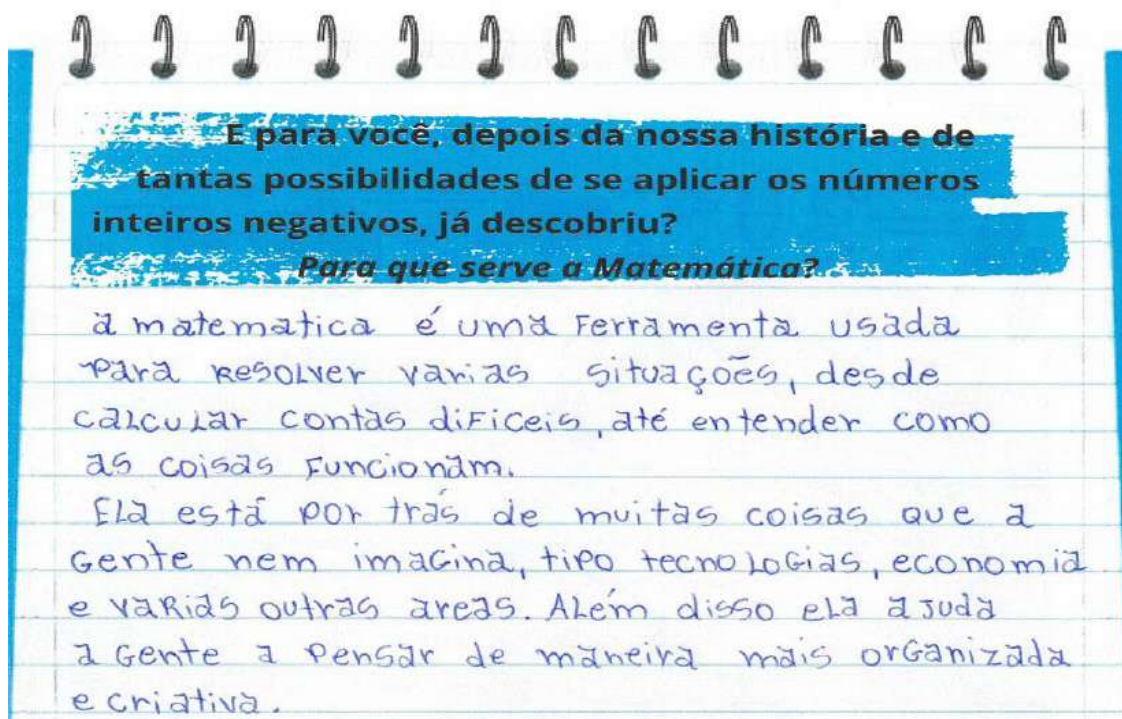 E para você, depois da nossa história e de
tantas possibilidades de se aplicar os números
inteiros negativos, já descobriu?
Para que serve a Matemática?
a matematica é uma Ferramenta usada
para resolver varias situações, desde
calcular contas difíceis, até entender como
as coisas Funcionam.
Ela está por trás de muitas coisas que a
Gente nem imaGina, tipo tecnoloGias, economia
e varias outras areas. Além disso ela ajuda
a Gente a pensar de maneira mais orGanizada
e criativa.